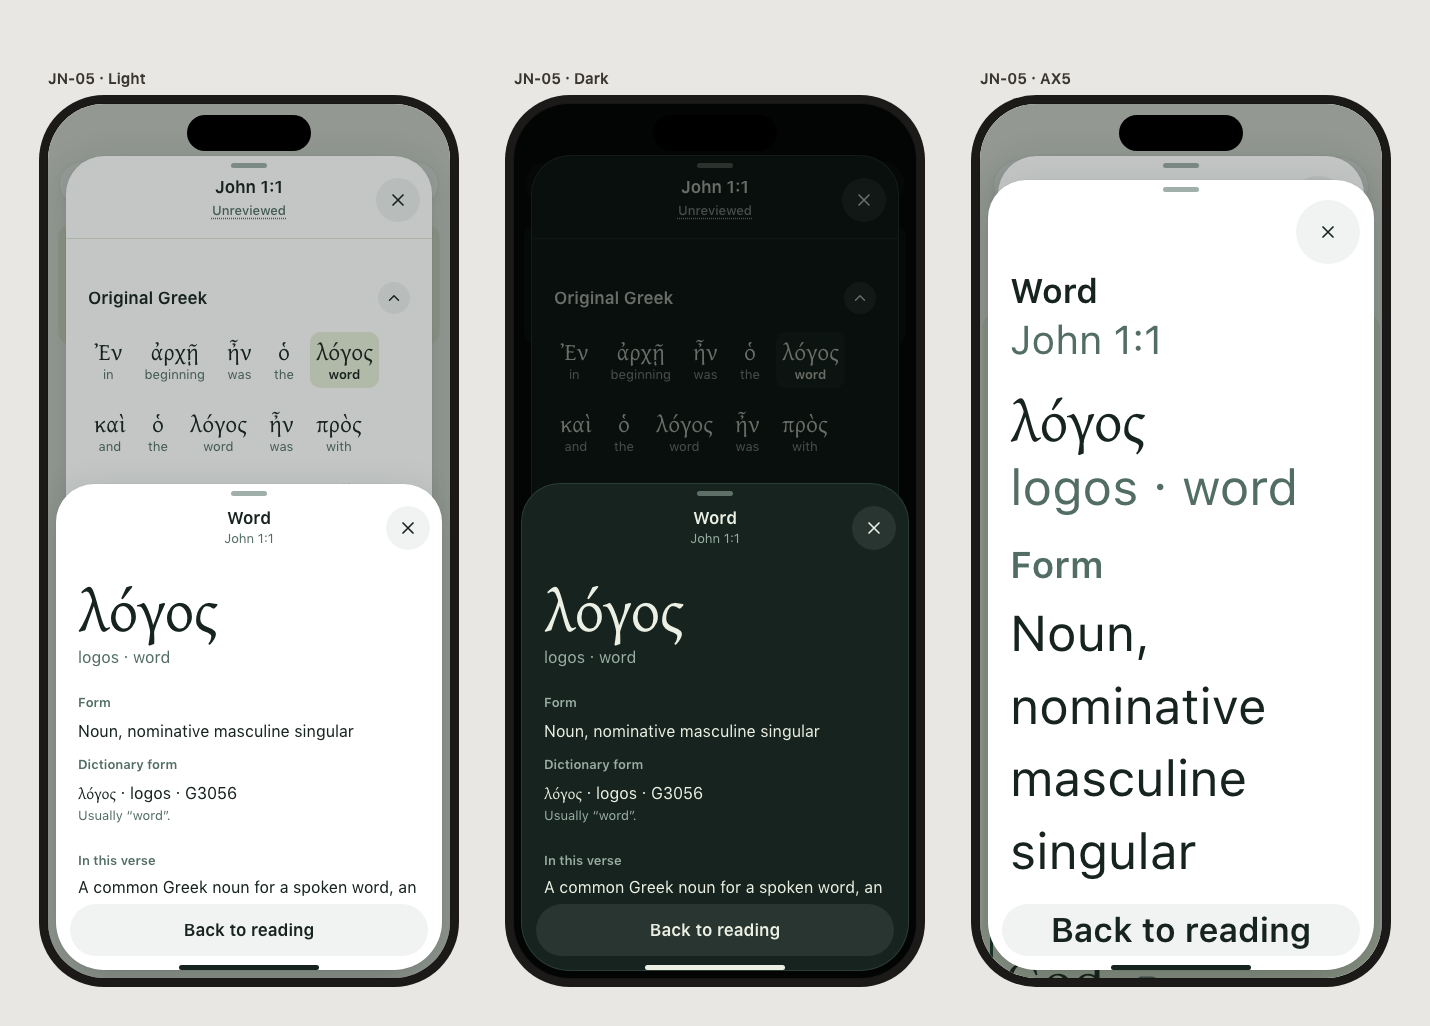 JN-05 · Light
John 1:1
Unreviewed
Original Greek
Ἐν ἀρχῇ ἦν ὁ λόγος
in beginning was the word
καὶ ὁ λόγος ἦν πρὸς
and the word was with
Word
John 1:1
λόγος
logos · word
Form
Noun, nominative masculine singular
Dictionary form
λόγος · logos · G3056
Usually “word”.
In this verse
A common Greek noun for a spoken word, an
Back to reading
JN-05 · Dark
John 1:1
Unreviewed
Original Greek
Ἐν ἀρχῇ ἦν ὁ λόγος
in beginning was the word
καὶ ὁ λόγος ἦν πρὸς
and the word was with
Word
John 1:1
λόγος
logos · word
Form
Noun, nominative masculine singular
Dictionary form
λόγος · logos · G3056
Usually “word”.
In this verse
A common Greek noun for a spoken word, an
Back to reading
JN-05 · AX5
Word
John 1:1
λόγος
logos · word
Form
Noun,
nominative
masculine
singular
Back to reading